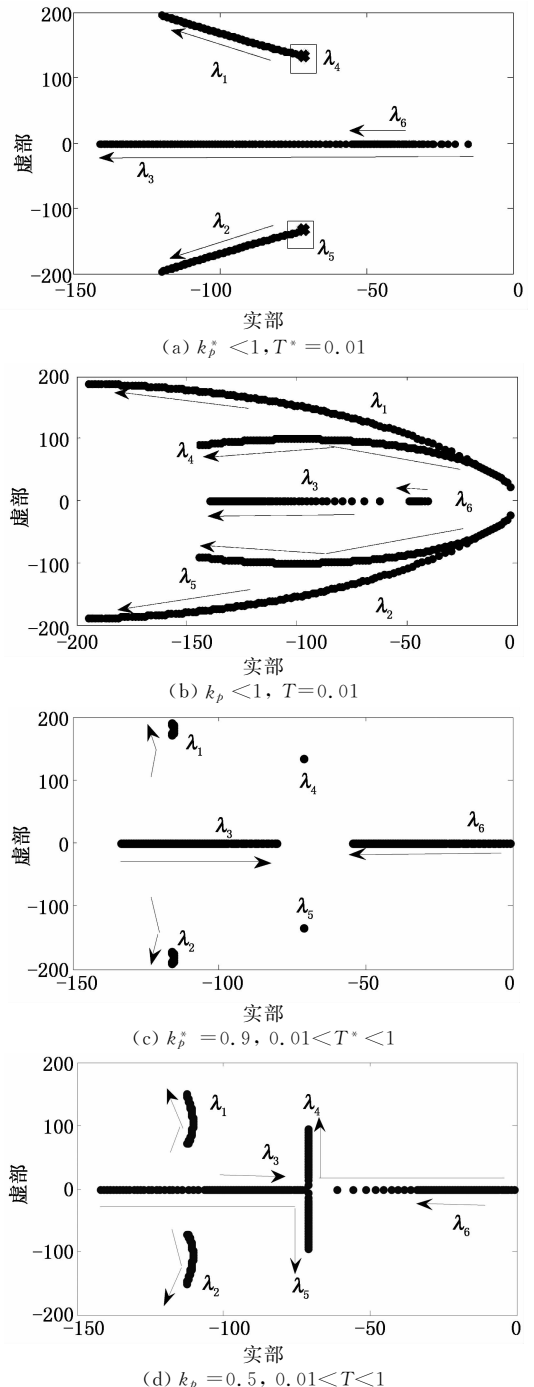 200
λ₁
λ₄
100
λ₆
虚部
0
λ₃
-100
λ₂
λ₅
-200
-150
-100
-50
0
实部
(a) k*ₚ <1, T* =0.01
200
λ₁
100
λ₄
λ₃
λ₆
虚部
0
-100
λ₅
λ₂
-200
-200
-150
-100
-50
0
实部
(b) kₚ <1, T=0.01
200
λ₁
λ₄
100
λ₃
λ₆
虚部
0
-100
λ₅
λ₂
-200
-150
-100
-50
0
实部
(c) k*ₚ =0.9, 0.01<T* <1
200
λ₁
λ₄
100
λ₃
虚部
0
λ₆
-100
λ₂
λ₅
-200
-150
-100
-50
0
实部
(d) kₚ =0.5, 0.01<T<1